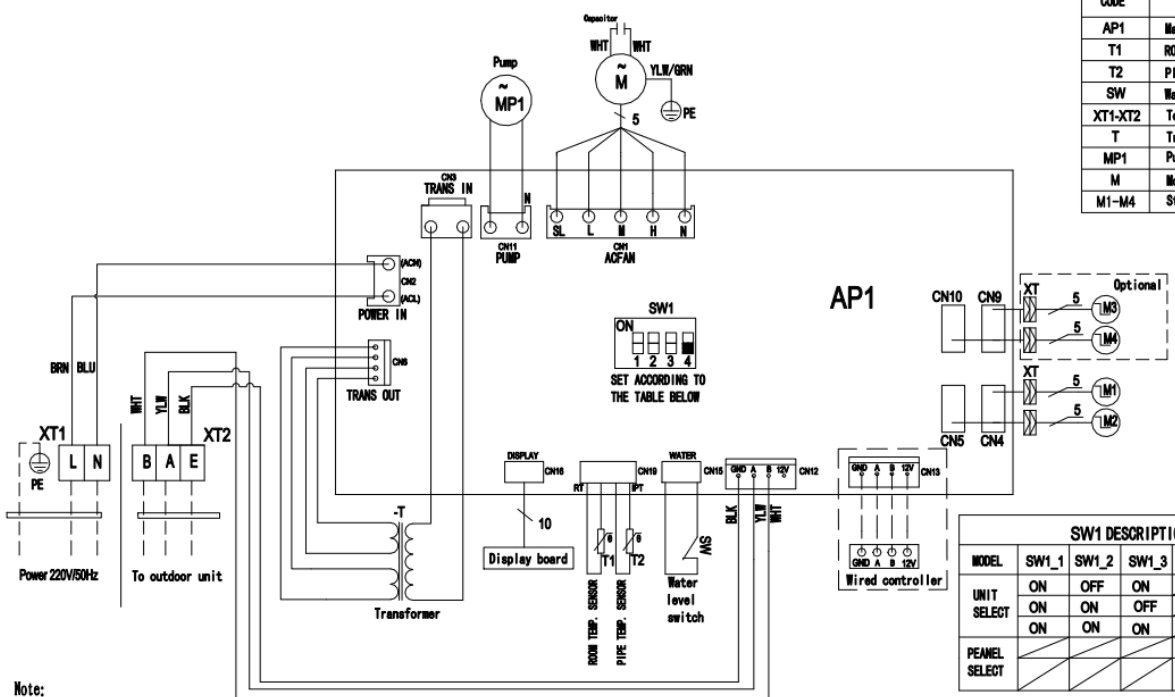 CODE
AP1
T1
T2
SW
XT1-XT2
T
MP1
M
M1-M4
Capacitor
WHT WHT
Pump
~
MP1
~
M
YLW/GRN
PE
5
CN3
TRANS IN
N
CN11
PUMP
SL L M H N
CN1
ACFAN
(ACN)
CN2
(ACL)
POWER IN
CN6
TRANS OUT
SW1
ON
1 2 3 4
SET ACCORDING TO
THE TABLE BELOW
AP1
CN10 CN9
XT
5
M3
Optional
5
M4
XT
5
M1
5
M2
CN5 CN4
BRN BLU
WHT
YLW
BLK
XT1
PE
L N
XT2
B A E
Power 220V/50Hz
To outdoor unit
-T
Transformer
DISPLAY
CN16
10
Display board
CN19
RT IPT
θ
T1
θ
T2
ROOM TEMP. SENSOR
PIPE TEMP. SENSOR
WATER
CN15
SW
Water
level
switch
GND A B 12V
CN12
BLK
YLW
WHT
GND A B 12V
CN13
GND A B 12V
Wired controller
MODEL SW1_1 SW1_2 SW1_3
UNIT
SELECT
ON OFF ON
ON ON OFF
ON ON ON
PEANEL
SELECT
Note: